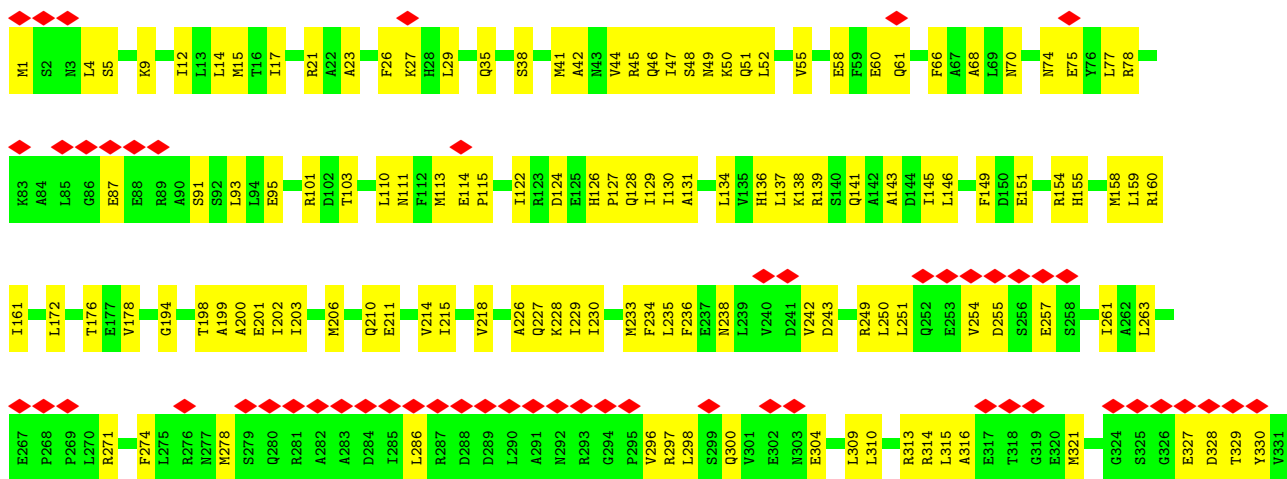 M1 S2 N3 L4 S5 K9 I12 L13 L14 M15 T16 I17 R21 A22 A23 F26 K27 H28 L29 Q35 S38 M41 A42 N43 V44 R45 Q46 I47 S48 N49 K50 Q51 L52 V55 E58 F59 E60 Q61 F66 A67 A68 L69 N70 N74 E75 Y76 L77 R78
K83 A84 L85 G86 E87 E88 R89 A90 S91 S92 L93 L94 E95 R101 D102 T103 L110 N111 F112 M113 E114 P115 I122 R123 D124 E125 H126 P127 Q128 I129 I130 A131 L134 V135 H136 L137 K138 R139 S140 Q141 A142 A143 D144 I145 L146 F149 D150 E151 R154 H155 M158 L159 R160
I161 L172 T176 E177 V178 G194 T198 A199 A200 E201 I202 I203 M206 Q210 E211 V214 I215 V218 A226 Q227 K228 I229 I230 M233 F234 L235 F236 E237 N238 L239 V240 D241 V242 D243 R249 L250 L251 Q252 E253 V254 D255 S256 E257 S258 I261 A262 L263
E267 P268 P269 L270 R271 F274 L275 R276 N277 M278 S279 Q280 R281 A282 A283 D284 I285 L286 R287 D288 D289 L290 A291 N292 R293 G294 P295 V296 R297 L298 S299 Q300 V301 E302 N303 E304 L309 L310 R313 R314 L315 A316 E317 T318 G319 E320 M321 G324 S325 G326 E327 D328 T329 Y330 V331